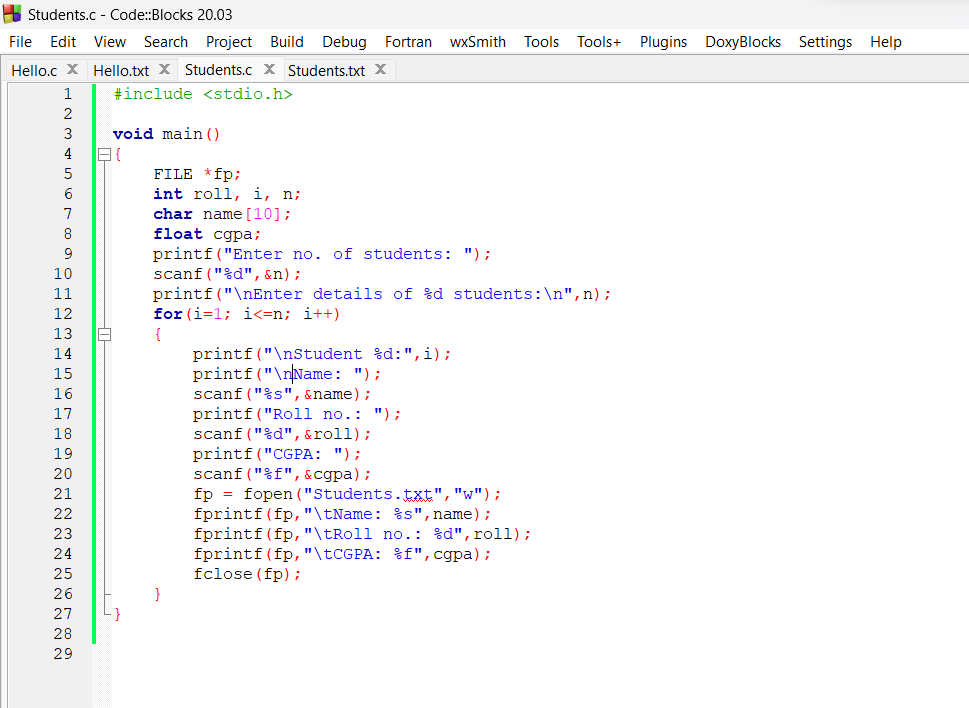 Students.c - Code::Blocks 20.03
File Edit View Search Project Build Debug Fortran wxSmith Tools Tools+ Plugins DoxyBlocks Settings Help
Hello.c X Hello.txt X Students.c X Students.txt X
1 #include <stdio.h>
2
3 void main()
4 {
5     FILE *fp;
6     int roll, i, n;
7     char name[10];
8     float cgpa;
9     printf("Enter no. of students: ");
10     scanf("%d",&n);
11     printf("\nEnter details of %d students:\n",n);
12     for(i=1; i<=n; i++)
13     {
14         printf("\nStudent %d:",i);
15         printf("\nName: ");
16         scanf("%s",&name);
17         printf("Roll no.: ");
18         scanf("%d",&roll);
19         printf("CGPA: ");
20         scanf("%f",&cgpa);
21         fp = fopen("Students.txt","w");
22         fprintf(fp,"\tName: %s",name);
23         fprintf(fp,"\tRoll no.: %d",roll);
24         fprintf(fp,"\tCGPA: %f",cgpa);
25         fclose(fp);
26     }
27 }
28
29